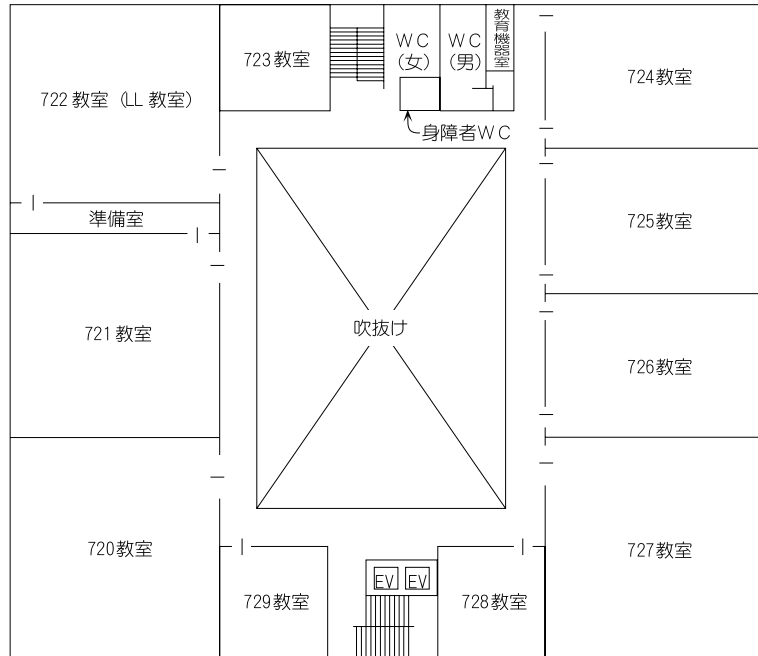 723教室
WC
(女)
WC
(男)
教育機器室
724教室
722教室 (LL 教室)
身障者WC
準備室
725教室
721教室
吹抜け
726教室
720教室
727教室
729教室
EV
EV
728教室